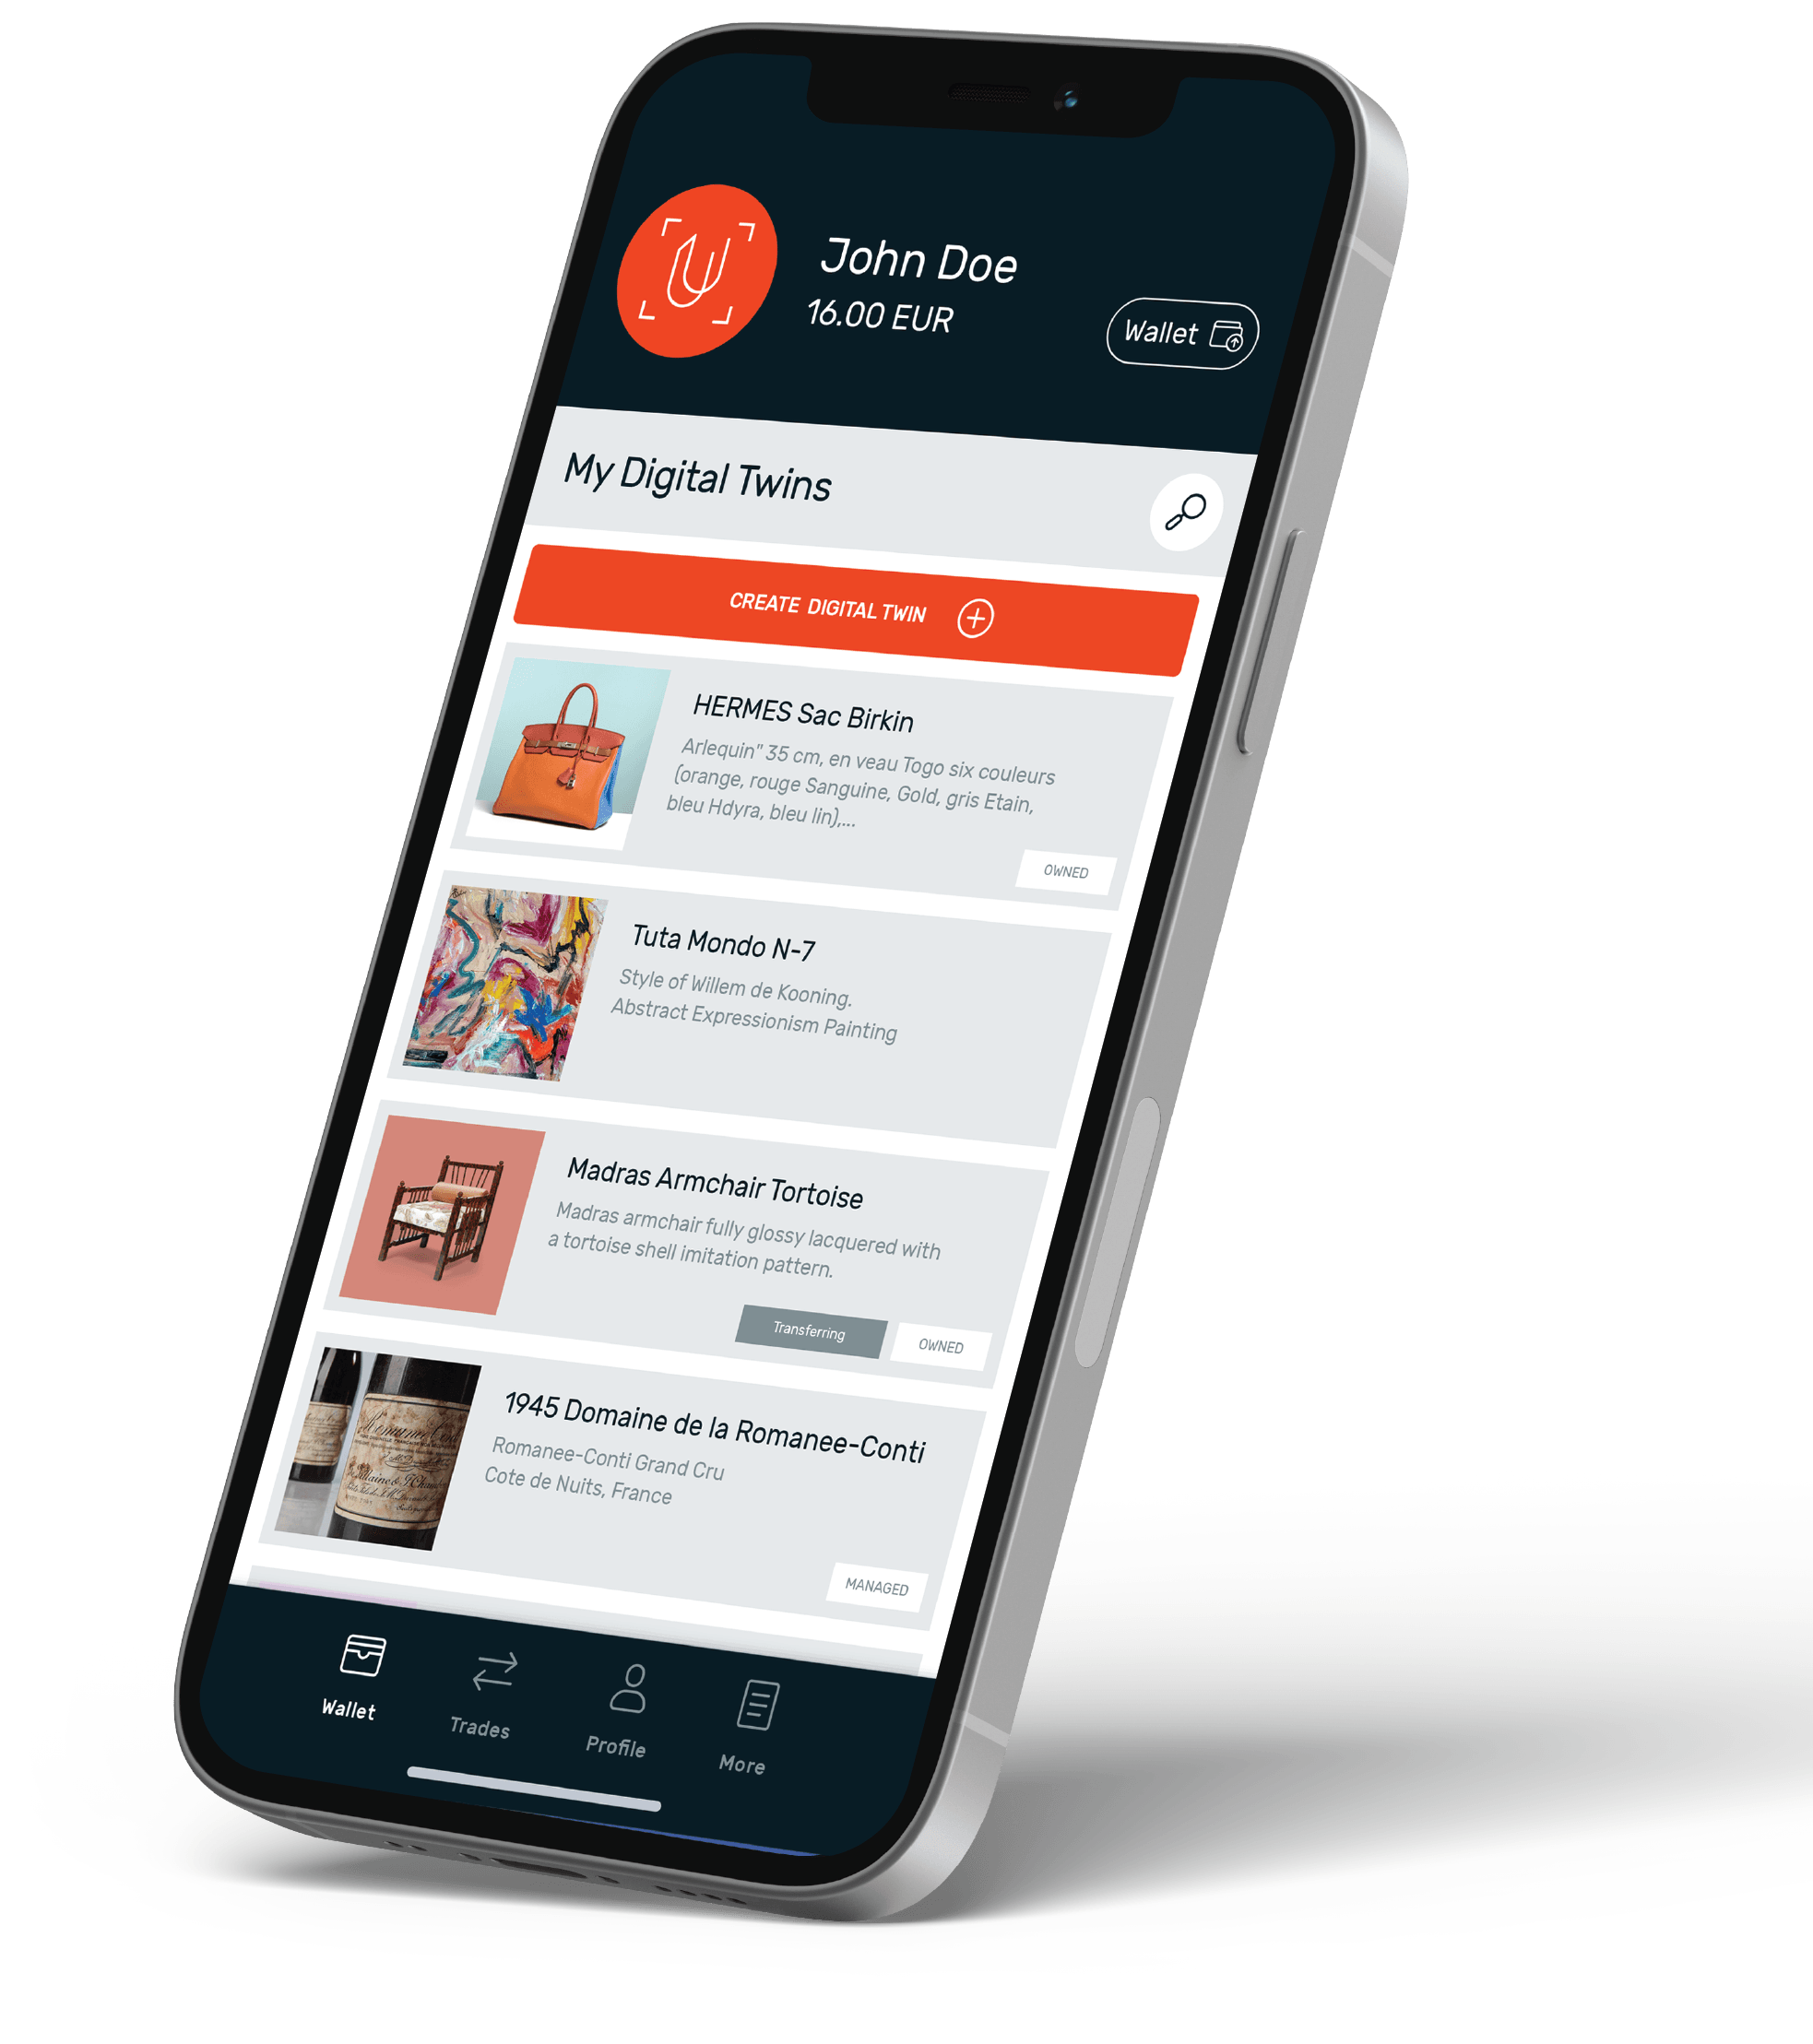 John Doe
16.00 EUR
Wallet
My Digital Twins
CREATE DIGITAL TWIN
HERMES Sac Birkin
Arlequin" 35 cm, en veau Togo six couleurs
(orange, rouge Sanguine, Gold, gris Etain,
bleu Hdyra, bleu lin),...
OWNED
Tuta Mondo N-7
Style of Willem de Kooning.
Abstract Expressionism Painting
Madras Armchair Tortoise
Madras armchair fully glossy lacquered with
a tortoise shell imitation pattern.
Transferring
OWNED
1945 Domaine de la Romanee-Conti
Romanee-Conti Grand Cru
Cote de Nuits, France
MANAGED
Wallet
Trades
Profile
More